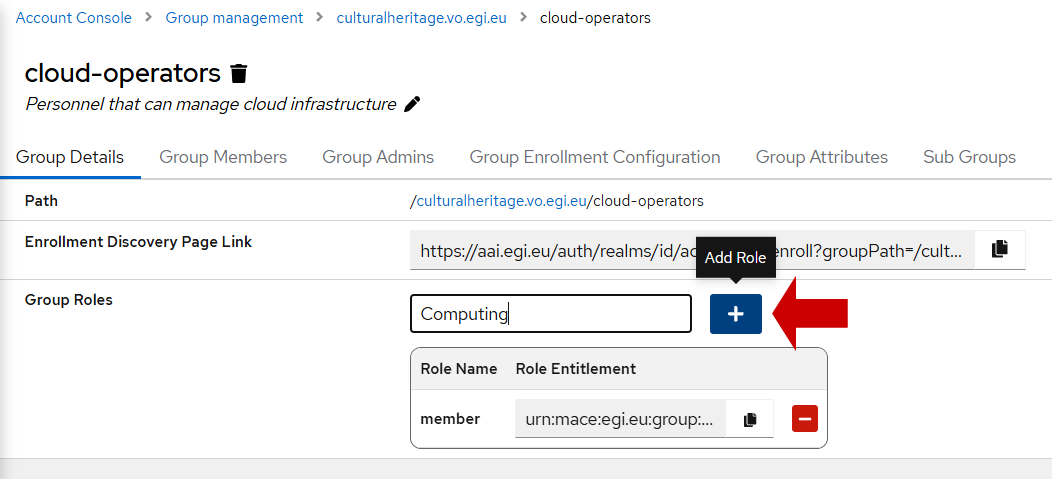 Account Console > Group management > culturalheritage.vo.egi.eu > cloud-operators
cloud-operators
Personnel that can manage cloud infrastructure
Group Details Group Members Group Admins Group Enrollment Configuration Group Attributes Sub Groups
Path /culturalheritage.vo.egi.eu/cloud-operators
Enrollment Discovery Page Link https://aai.egi.eu/auth/realms/id/ac enroll?groupPath=/cult...
Add Role
Group Roles Computing
Role Name Role Entitlement
member urn:mace:egi.eu:group:...